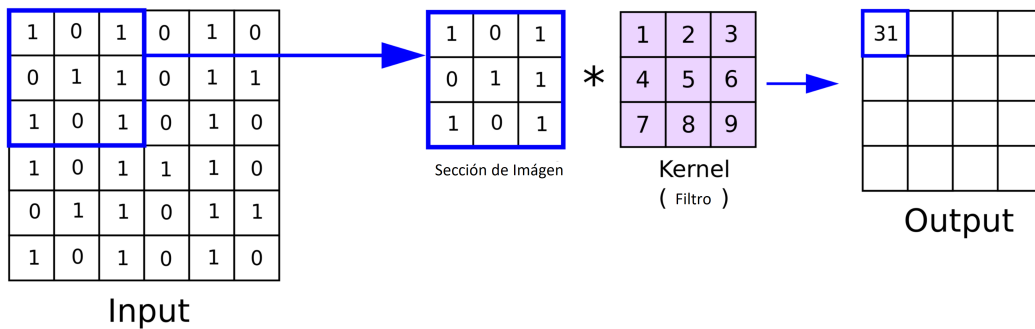 1 0 1 0 1 0
0 1 1 0 1 1
1 0 1 0 1 0
1 0 1 1 1 0
0 1 1 0 1 1
1 0 1 0 1 0
Input
1 0 1
0 1 1
1 0 1
Sección de Imágen
*
1 2 3
4 5 6
7 8 9
Kernel
( Filtro )
31
Output